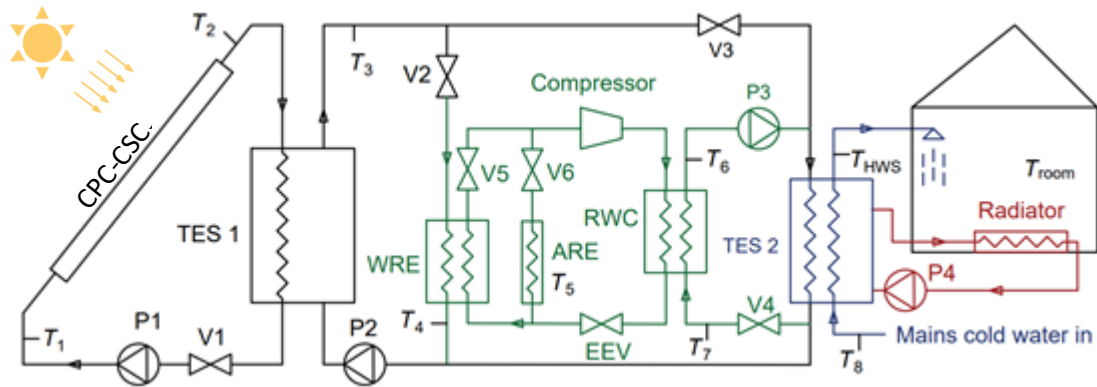 T2
T3
V2
V3
Compressor
P3
CPC-CSC.
V5
V6
T6
THWS
Troom
TES 1
WRE
ARE
T5
RWC
TES 2
Radiator
T1
P1
V1
P2
T4
EEV
T7
V4
P4
T8
Mains cold water in